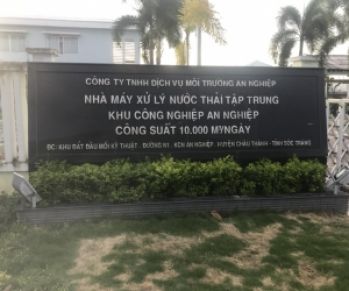 CÔNG TY TNHH DỊCH VỤ MÔI TRƯỜNG AN NGHIỆP
NHÀ MÁY XỬ LÝ NƯỚC THẢI TẬP TRUNG
KHU CÔNG NGHIỆP AN NGHIỆP
CÔNG SUẤT 10.000 M³/NGÀY
ĐC: KHU ĐẤT ĐẦU MỐI KỸ THUẬT - ĐƯỜNG N1 - KCN AN NGHIỆP - HUYỆN CHÂU THÀNH - TỈNH SÓC TRĂNG